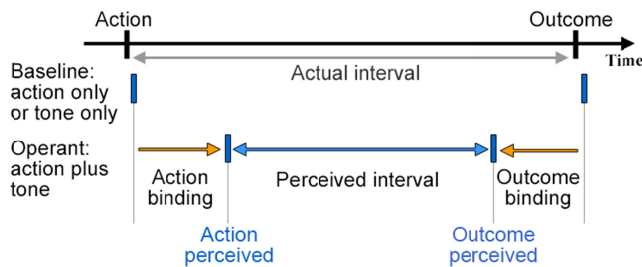 Action
Outcome
Time
Actual interval
Baseline:
action only
or tone only
Operant:
action plus
tone
Action
binding
Perceived interval
Outcome
binding
Action
perceived
Outcome
perceived